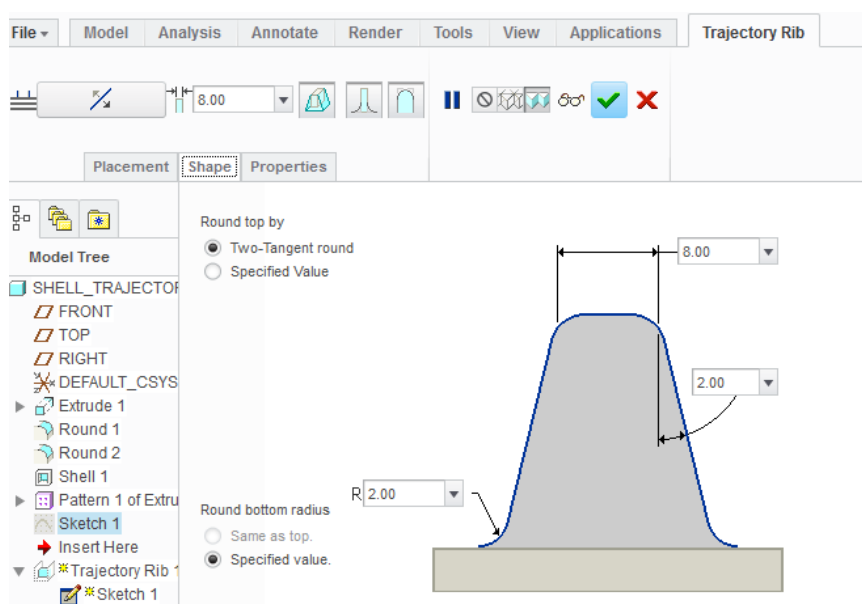 File Model Analysis Annotate Render Tools View Applications Trajectory Rib
8.00
Placement Shape Properties
Model Tree
SHELL_TRAJECTOR
FRONT
TOP
RIGHT
DEFAULT_CSYS
Extrude 1
Round 1
Round 2
Shell 1
Pattern 1 of Extru
Sketch 1
Insert Here
Trajectory Rib 1
Sketch 1
Round top by
Two-Tangent round
Specified Value
8.00
2.00
R 2.00
Round bottom radius
Same as top.
Specified value.